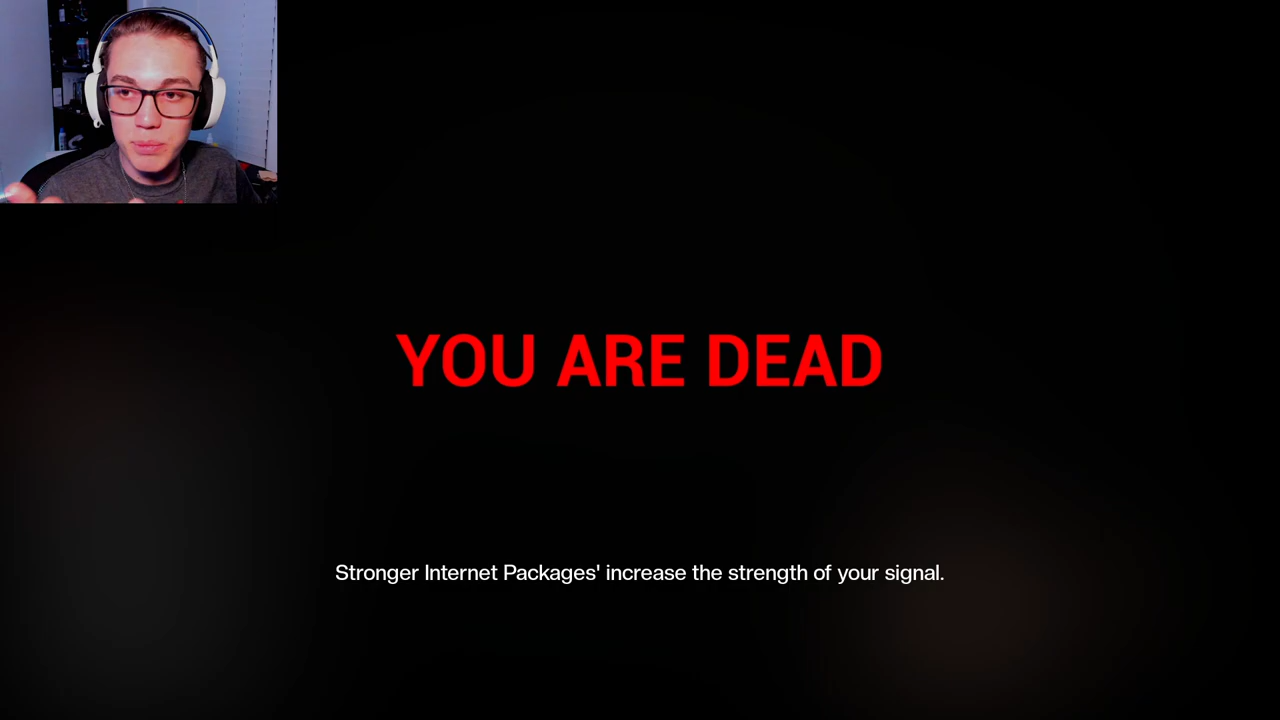 YOU ARE DEAD
Stronger Internet Packages' increase the strength of your signal.